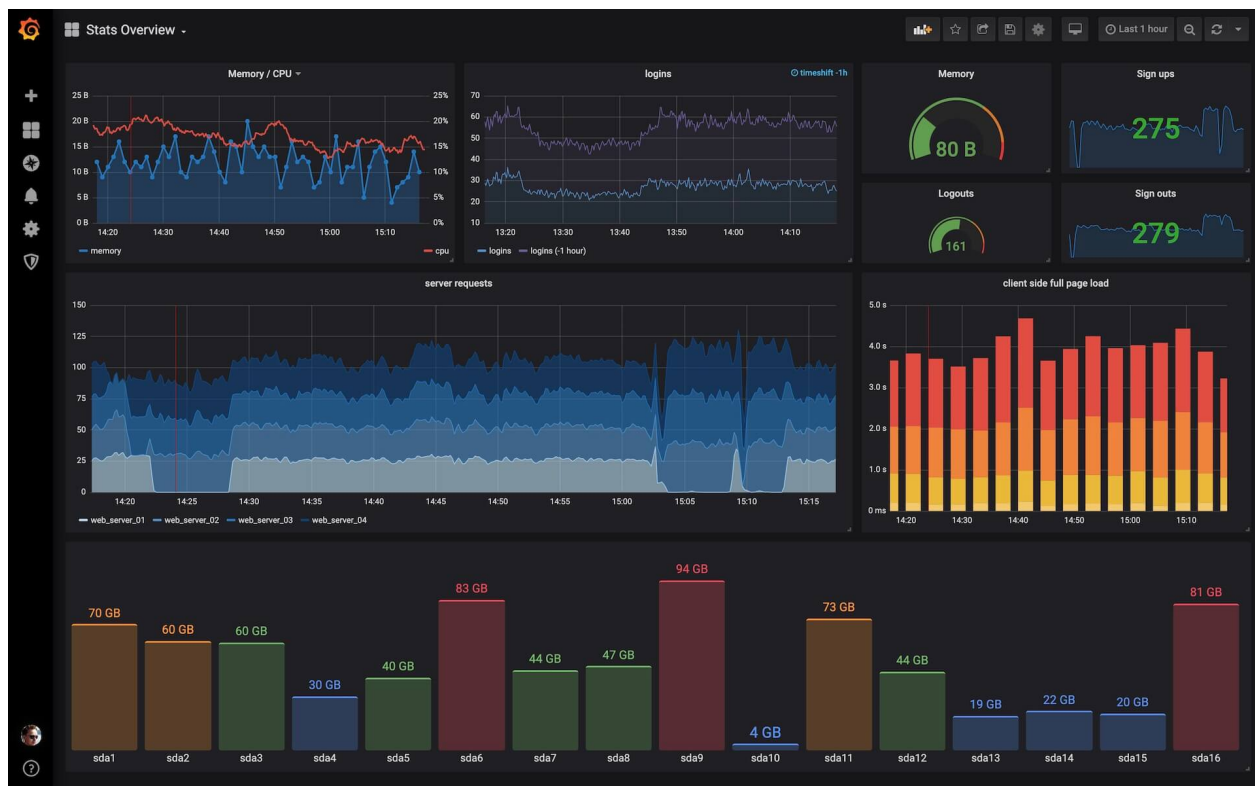 Stats Overview
Last 1 hour
Memory / CPU
25 B
20 B
15 B
10 B
5 B
0 B
25%
20%
15%
10%
5%
0%
14:20 14:30 14:40 14:50 15:00 15:10
memory
cpu
logins
timeshift -1h
70
60
50
40
30
20
10
13:20 13:30 13:40 13:50 14:00 14:10
logins logins (-1 hour)
Memory
80 B
Sign ups
275
Logouts
161
Sign outs
279
server requests
150
125
100
75
50
25
0
14:20 14:25 14:30 14:35 14:40 14:45 14:50 14:55 15:00 15:05 15:10 15:15
web_server_01 web_server_02 web_server_03 web_server_04
client side full page load
5.0 s
4.0 s
3.0 s
2.0 s
1.0 s
0 ms
14:20 14:30 14:40 14:50 15:00 15:10
70 GB 60 GB 60 GB 30 GB 40 GB 83 GB 44 GB 47 GB 94 GB 4 GB 73 GB 44 GB 19 GB 22 GB 20 GB 81 GB
sda1 sda2 sda3 sda4 sda5 sda6 sda7 sda8 sda9 sda10 sda11 sda12 sda13 sda14 sda15 sda16
?